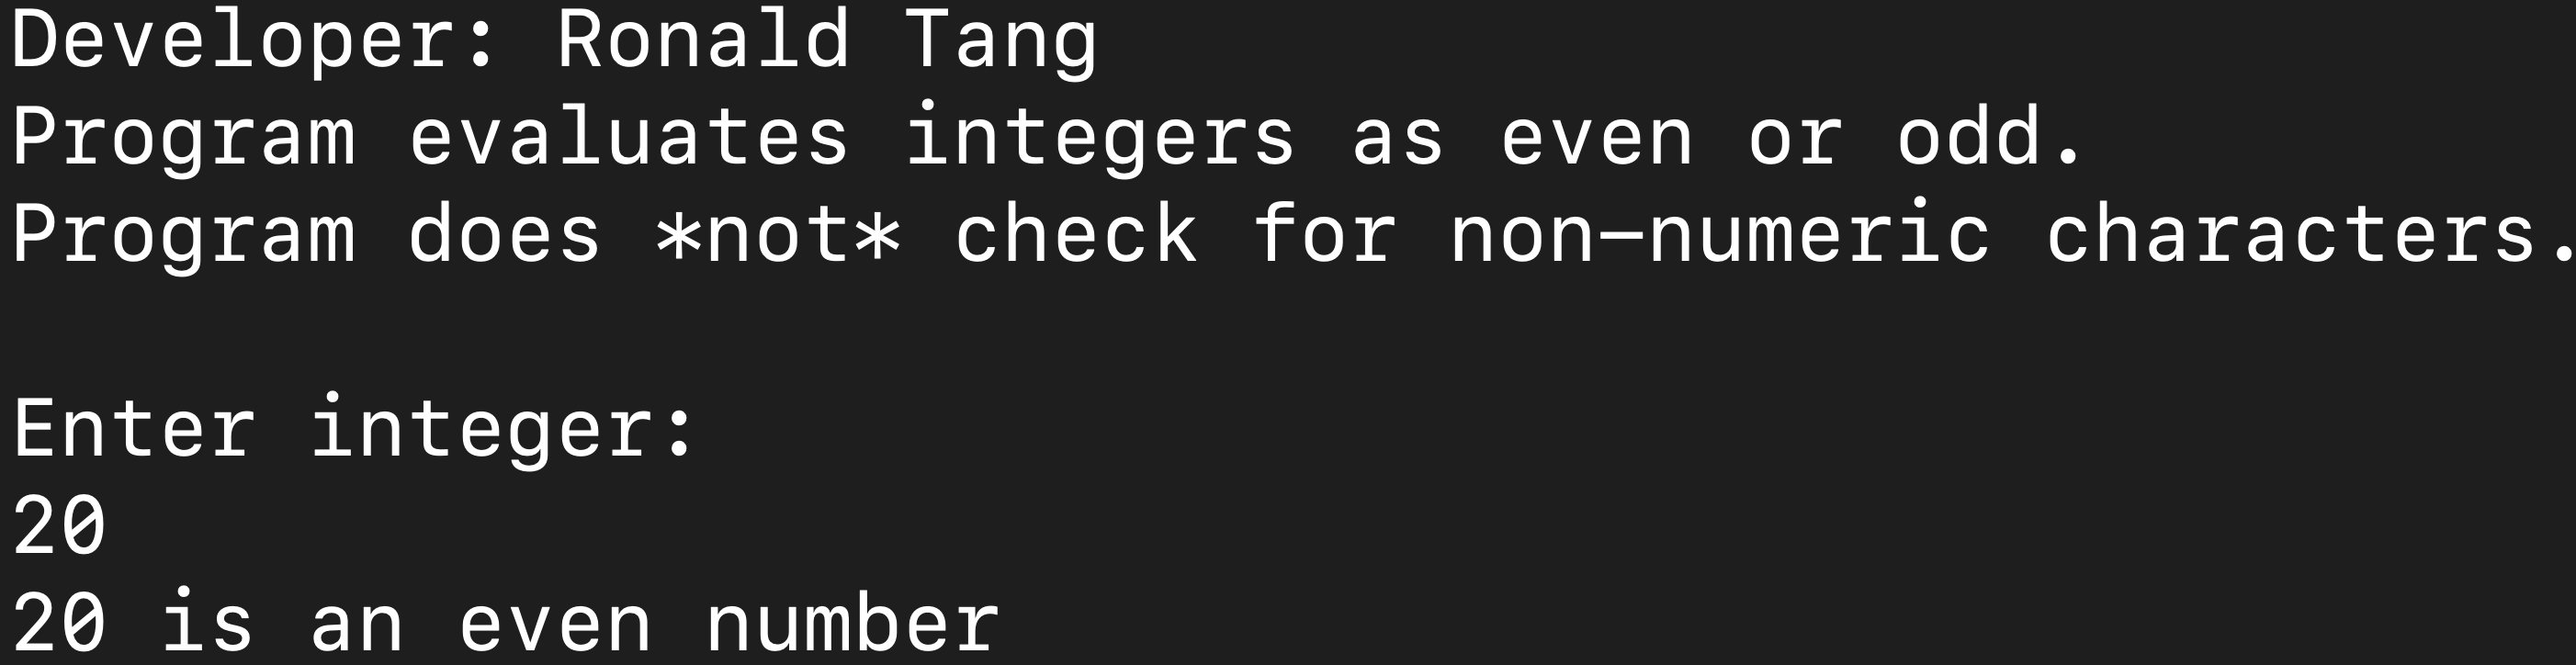 Developer: Ronald Tang
Program evaluates integers as even or odd.
Program does *not* check for non-numeric characters.
Enter integer:
20
20 is an even number